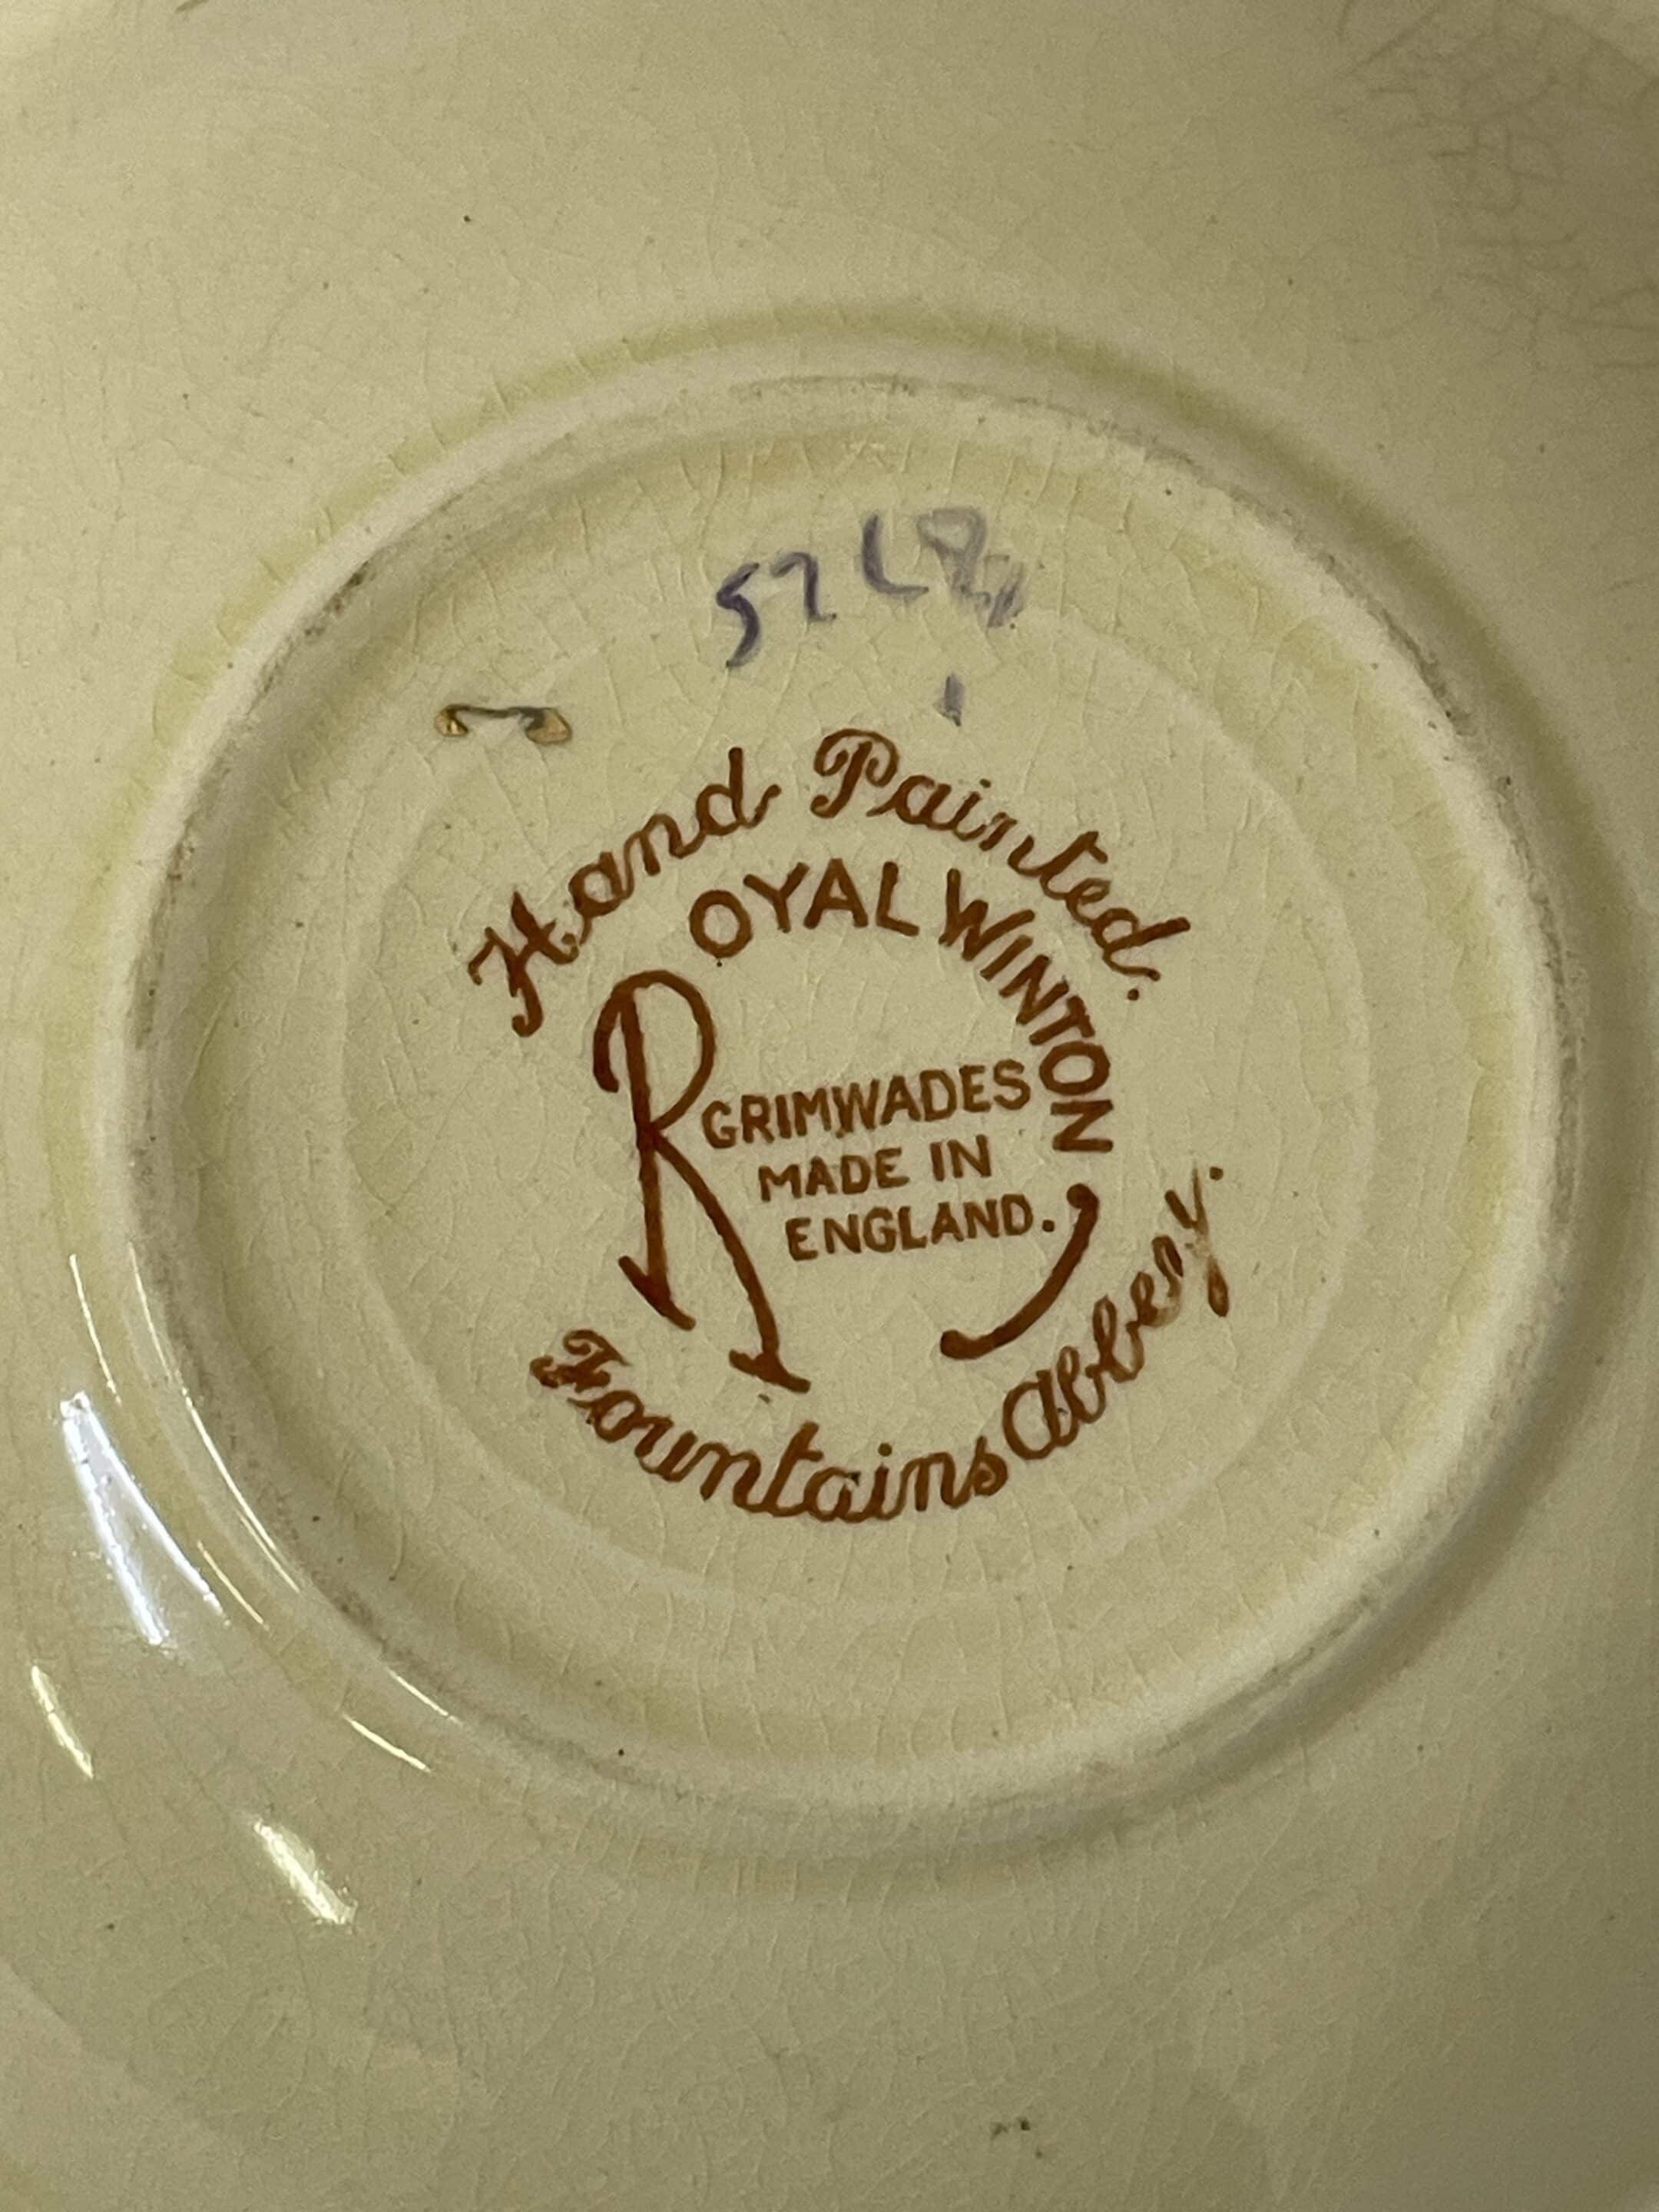 Hand Painted.
ROYAL WINTON
GRIMWADES
MADE IN
ENGLAND.
Fountains Abbey.